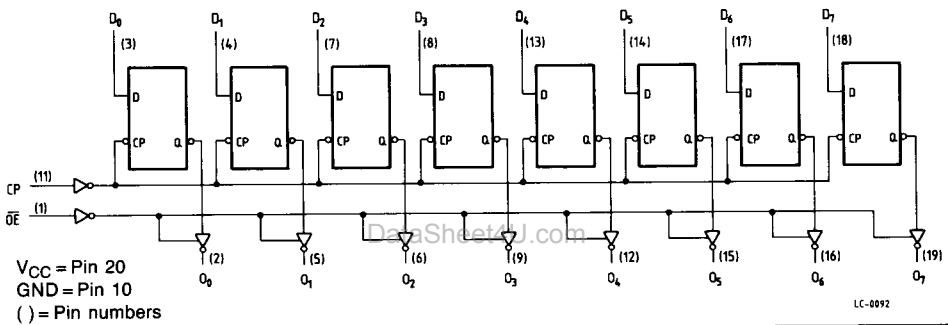 D0 D1 D2 D3 D4 D5 D6 D7
(3) (4) (7) (8) (13) (14) (17) (18)
D D D D D D D D
CP Q CP Q CP Q CP Q CP Q CP Q CP Q CP Q
CP (11)
OE (1)
DataSheet4U.com
(2) (5) (6) (9) (12) (15) (16) (19)
O0 O1 O2 O3 O4 O5 O6 O7
VCC = Pin 20
GND = Pin 10
( ) = Pin numbers
LC-0092